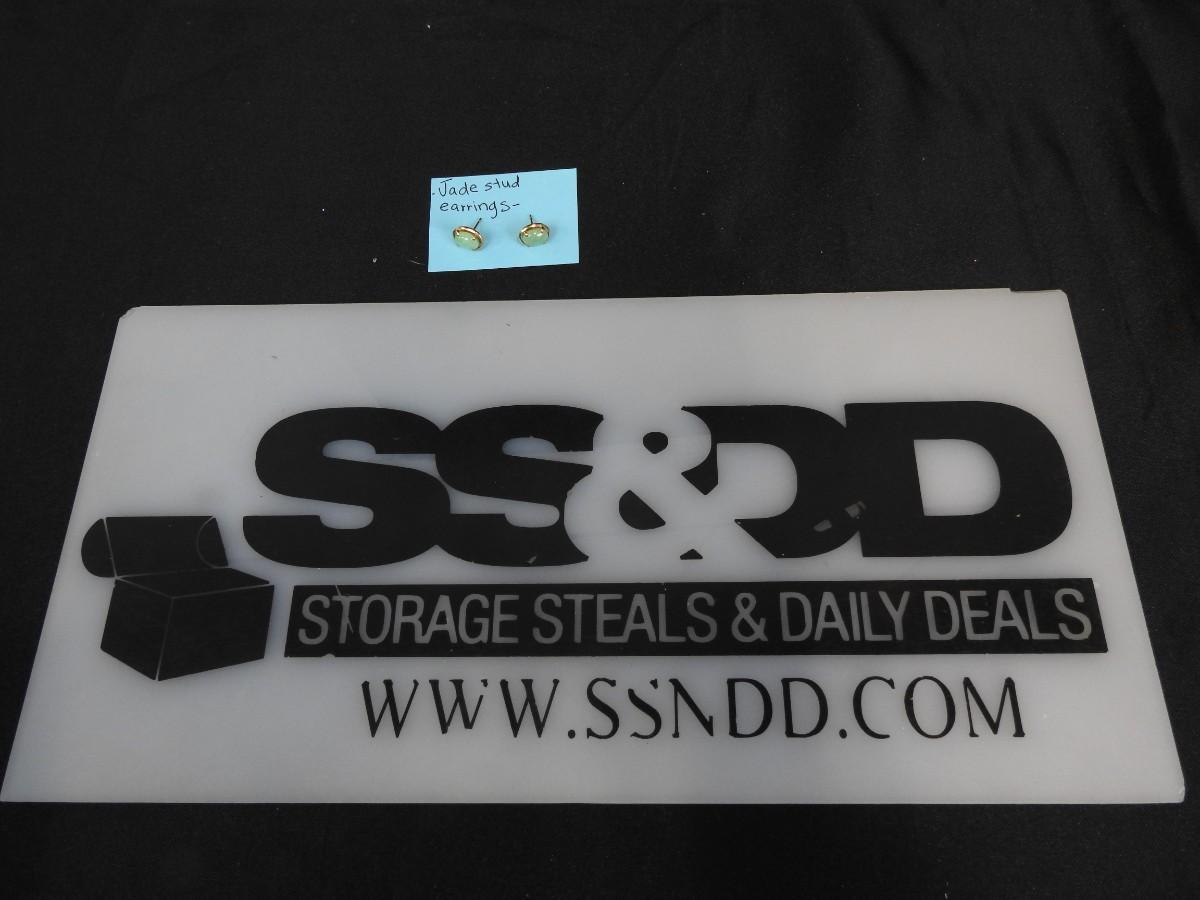 -Jade stud
earrings-
SS&DD
STORAGE STEALS & DAILY DEALS
WWW.SSNDD.COM